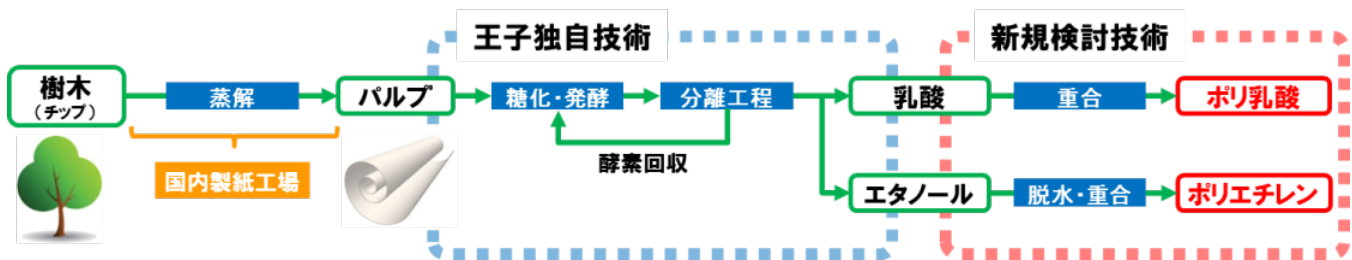 王子独自技術
新規検討技術
樹木
(チップ)
蒸解
パルプ
糖化・発酵
分離工程
乳酸
重合
ポリ乳酸
酵素回収
国内製紙工場
エタノール
脱水・重合
ポリエチレン